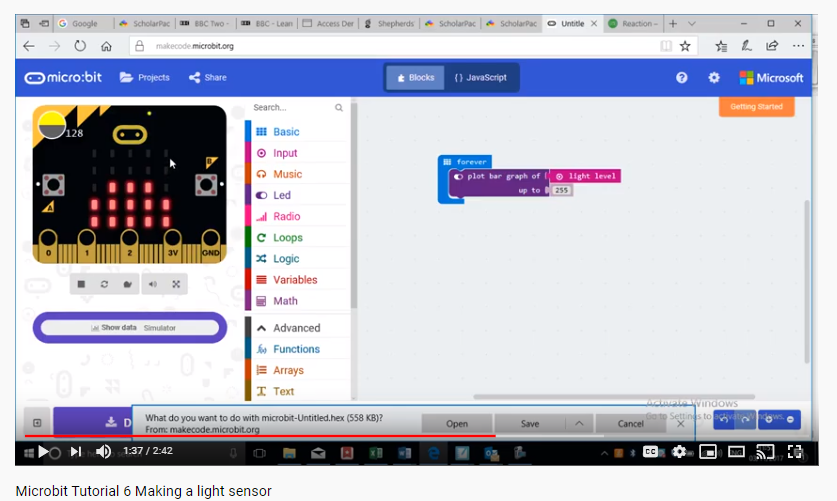 Google
ScholarPac
BBC Two -
BBC - Lean
Access Der
Shepherds
ScholarPac
ScholarPac
Untitle
Reaction –
makecode.microbit.org
micro:bit
Projects
Share
Blocks
{ } JavaScript
Microsoft
Getting Started
128
B
A
0 1 2 3V GND
Show data Simulator
Search...
Basic
Input
Music
Led
Radio
Loops
Logic
Variables
Math
Advanced
Functions
Arrays
Text
forever
plot bar graph of light level
up to 255
Activate Windows
Go to Settings to activate Windows.
D
What do you want to do with microbit-Untitled.hex (558 KB)?
From: makecode.microbit.org
Open
Save
Cancel
1:37 / 2:42
CC
Microbit Tutorial 6 Making a light sensor